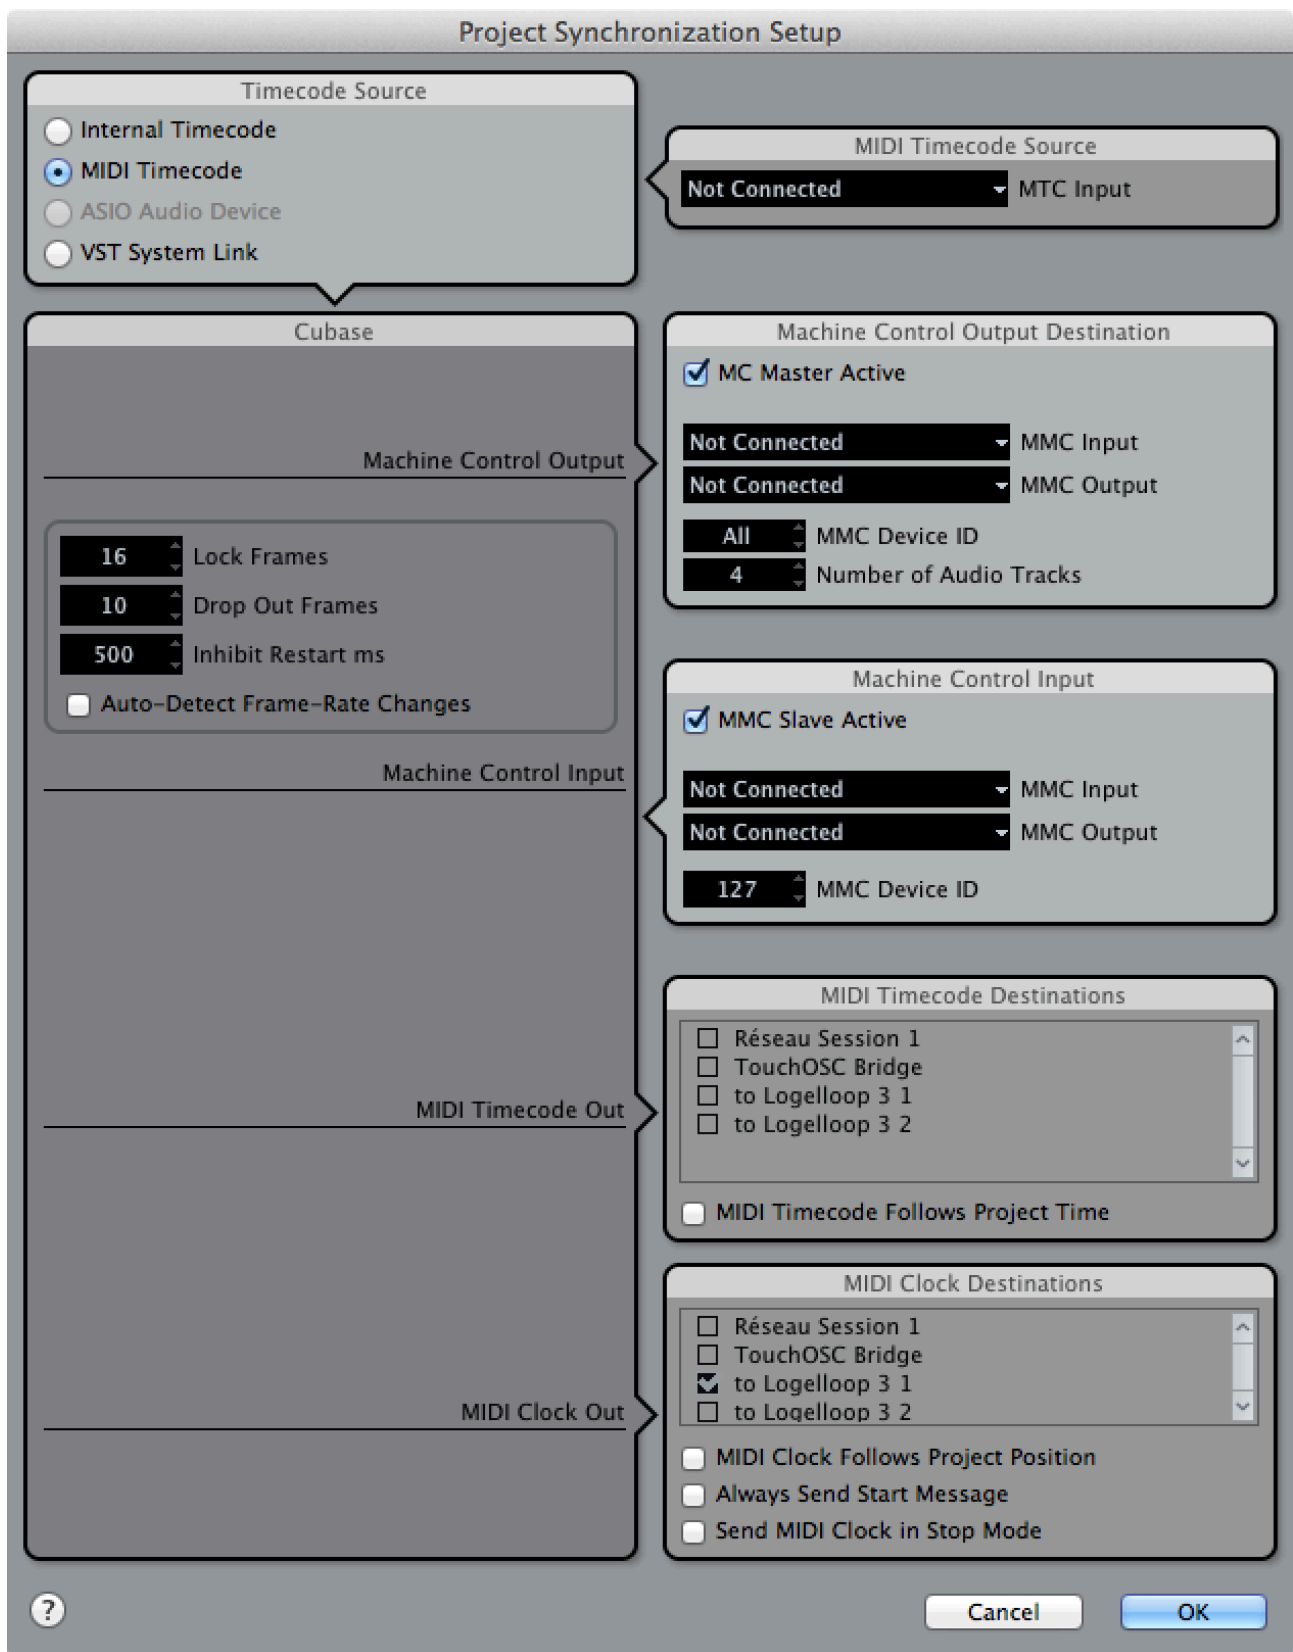 Project Synchronization Setup
Timecode Source
Internal Timecode
MIDI Timecode
ASIO Audio Device
VST System Link
MIDI Timecode Source
Not Connected MTC Input
Cubase
Machine Control Output
16 Lock Frames
10 Drop Out Frames
500 Inhibit Restart ms
Auto-Detect Frame-Rate Changes
Machine Control Input
MIDI Timecode Out
MIDI Clock Out
Machine Control Output Destination
MC Master Active
Not Connected MMC Input
Not Connected MMC Output
All MMC Device ID
4 Number of Audio Tracks
Machine Control Input
MMC Slave Active
Not Connected MMC Input
Not Connected MMC Output
127 MMC Device ID
MIDI Timecode Destinations
Réseau Session 1
TouchOSC Bridge
to Logelloop 3 1
to Logelloop 3 2
MIDI Timecode Follows Project Time
MIDI Clock Destinations
Réseau Session 1
TouchOSC Bridge
to Logelloop 3 1
to Logelloop 3 2
MIDI Clock Follows Project Position
Always Send Start Message
Send MIDI Clock in Stop Mode
?
Cancel
OK